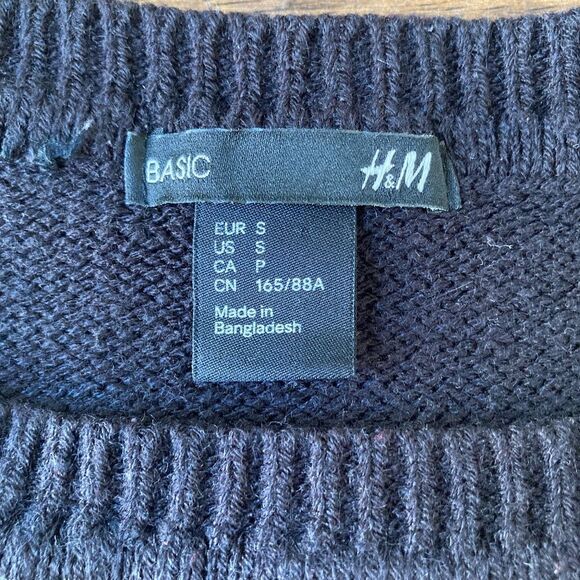 BASIC H&M
EUR S
US S
CA P
CN 165/88A
Made in
Bangladesh